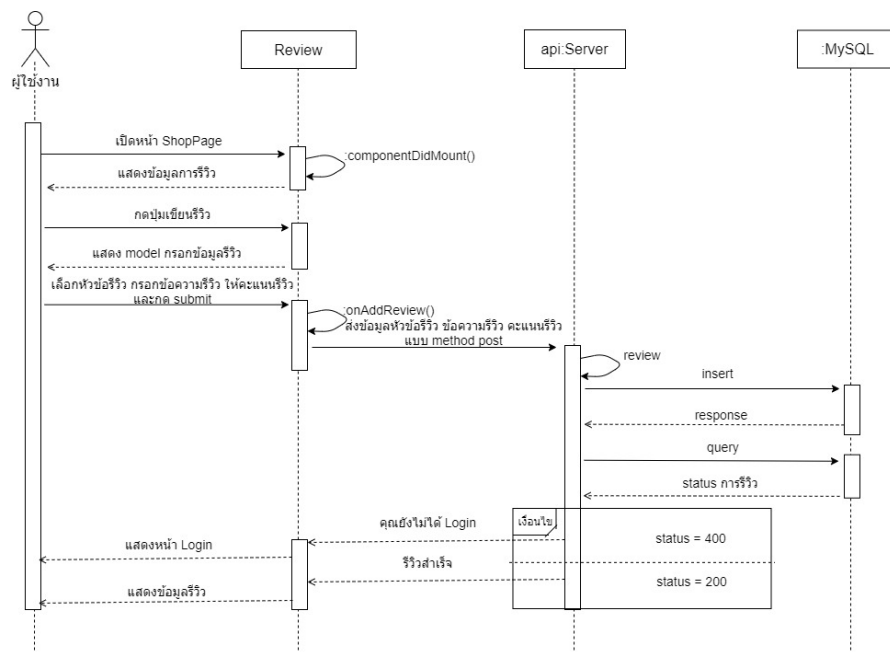 ผู้ใช้งาน
Review
api:Server
:MySQL
เปิดหน้า ShopPage
:componentDidMount()
แสดงข้อมูลการรีวิว
กดปุ่มเขียนรีวิว
แสดง model กรอกข้อมูลรีวิว
เลือกหัวข้อรีวิว กรอกข้อความรีวิว ให้คะแนนรีวิว
และกด submit
:onAddReview()
ส่งข้อมูลหัวข้อรีวิว ข้อความรีวิว คะแนนรีวิว
แบบ method post
review
insert
response
query
status การรีวิว
เงื่อนไข
คุณยังไม่ได้ Login
status = 400
แสดงหน้า Login
รีวิวสำเร็จ
status = 200
แสดงข้อมูลรีวิว